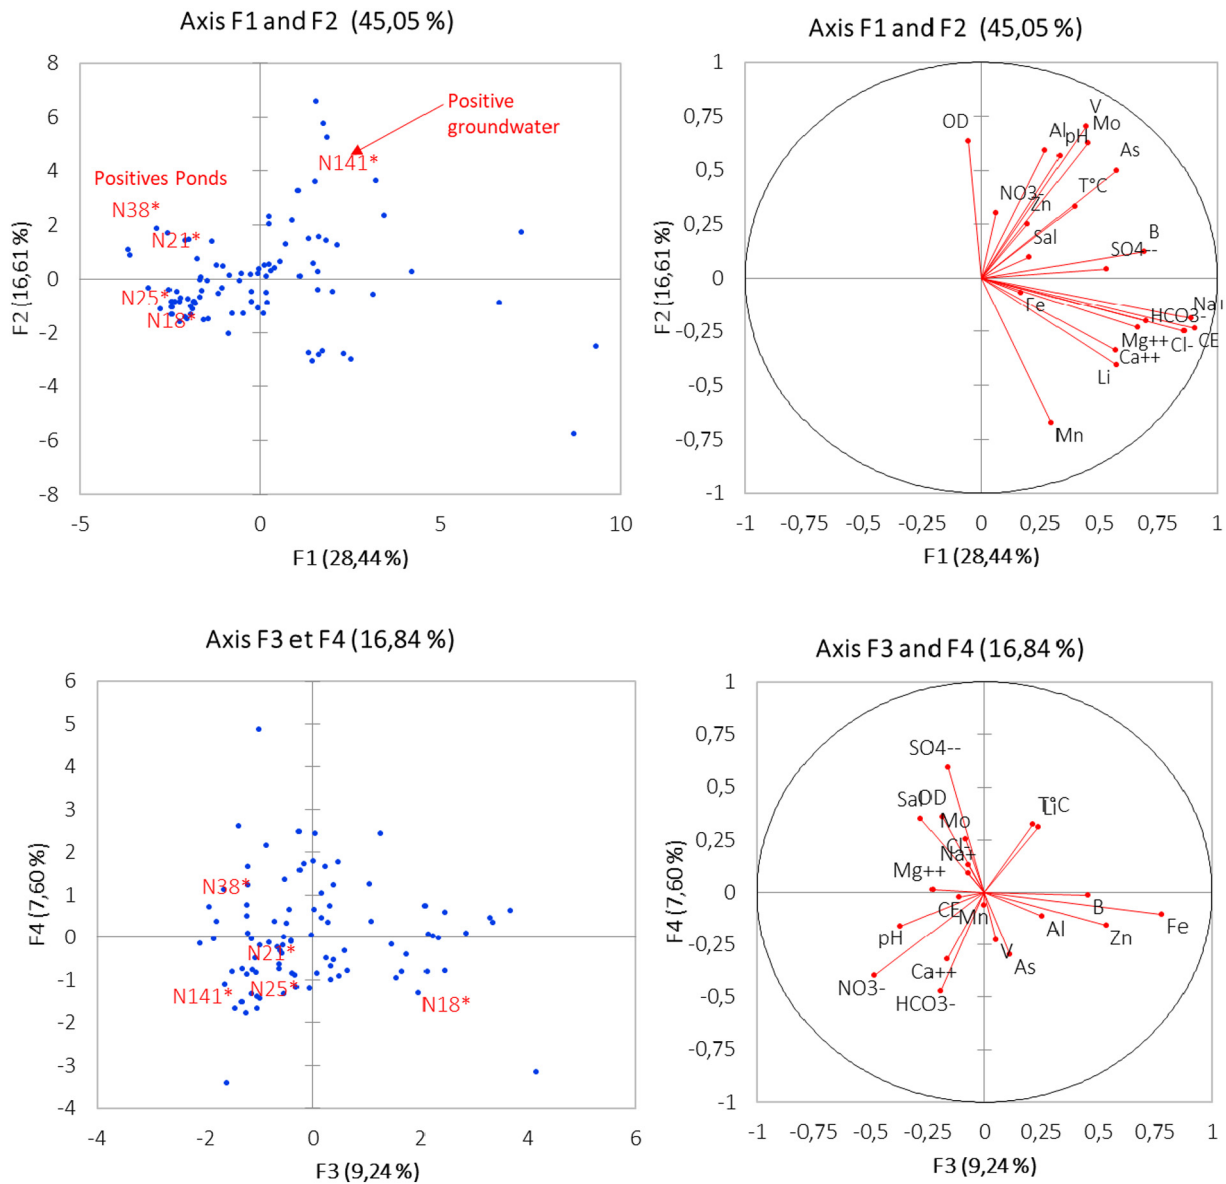 Axis F1 and F2 (45,05 %)
8
6
4
2
0
-2
-4
-6
-8
F2 (16,61 %)
Positive
groundwater
N141*
Positives Ponds
N38*
N21*
N25*
N18*
-5
0
5
10
F1 (28,44 %)
Axis F1 and F2 (45,05 %)
1
0,75
0,5
0,25
0
-0,25
-0,5
-0,75
-1
F2 (16,61 %)
OD
V
Al
pH
Mo
As
NO3-
T°C
Zn
Sal
B
SO4--
Fe
HCO3-
Mg++
Cl-
CE
Ca++
Li
Mn
-1
-0,75
-0,5
-0,25
0
0,25
0,5
0,75
1
F1 (28,44 %)
Axis F3 et F4 (16,84 %)
6
5
4
3
2
1
0
-1
-2
-3
-4
F4 (7,60 %)
N38*
N21*
N141*
N25*
N18*
-4
-2
0
2
4
6
F3 (9,24 %)
Axis F3 and F4 (16,84 %)
1
0,75
0,5
0,25
0
-0,25
-0,5
-0,75
-1
F4 (7,60 %)
SO4--
Sal
OD
T°C
Li
Mo
Cl-
Na+
Mg++
CE
Mn
B
Fe
pH
Al
Zn
V
As
Ca++
NO3-
HCO3-
-1
-0,75
-0,5
-0,25
0
0,25
0,5
0,75
1
F3 (9,24 %)